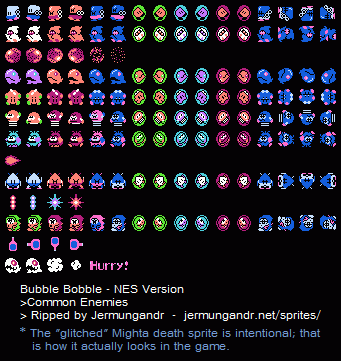 Hurry!
Bubble Bobble - NES Version
>Common Enemies
> Ripped by Jermungandr - jermungandr.net/sprites/
* The "glitched" Mighta death sprite is intentional; that
is how it actually looks in the game.